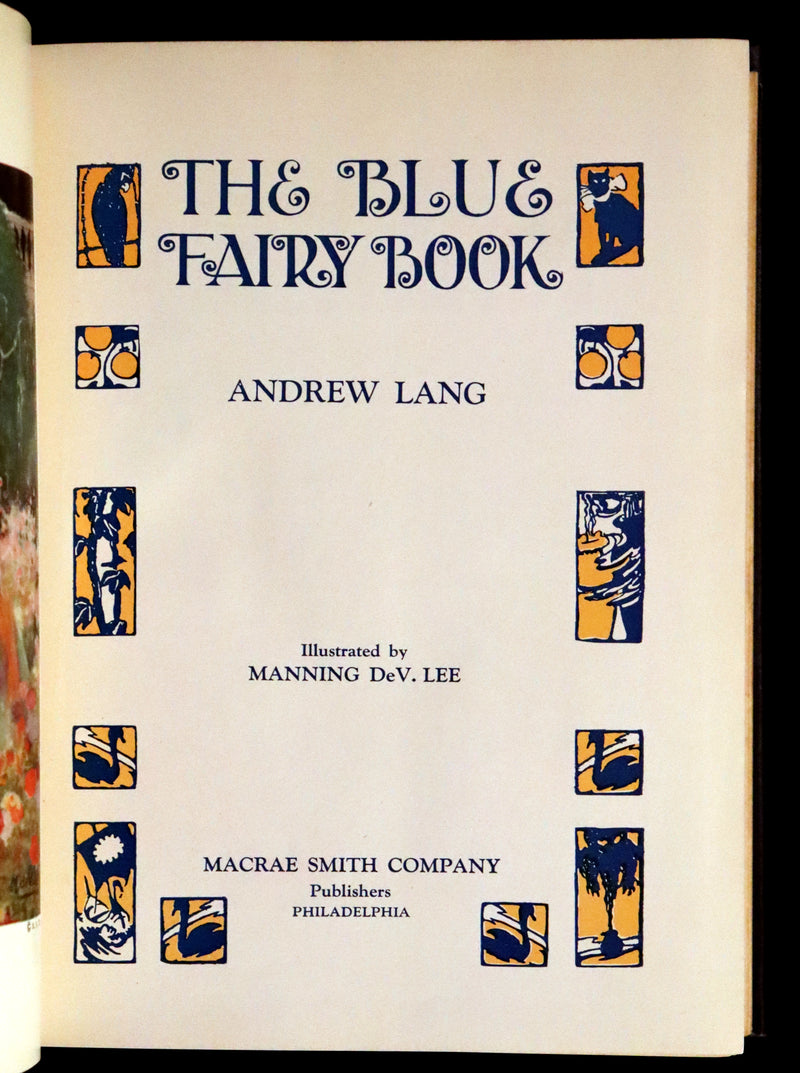 THE BLUE
FAIRY BOOK
ANDREW LANG
Illustrated by
MANNING DeV. LEE
MACRAE SMITH COMPANY
Publishers
PHILADELPHIA